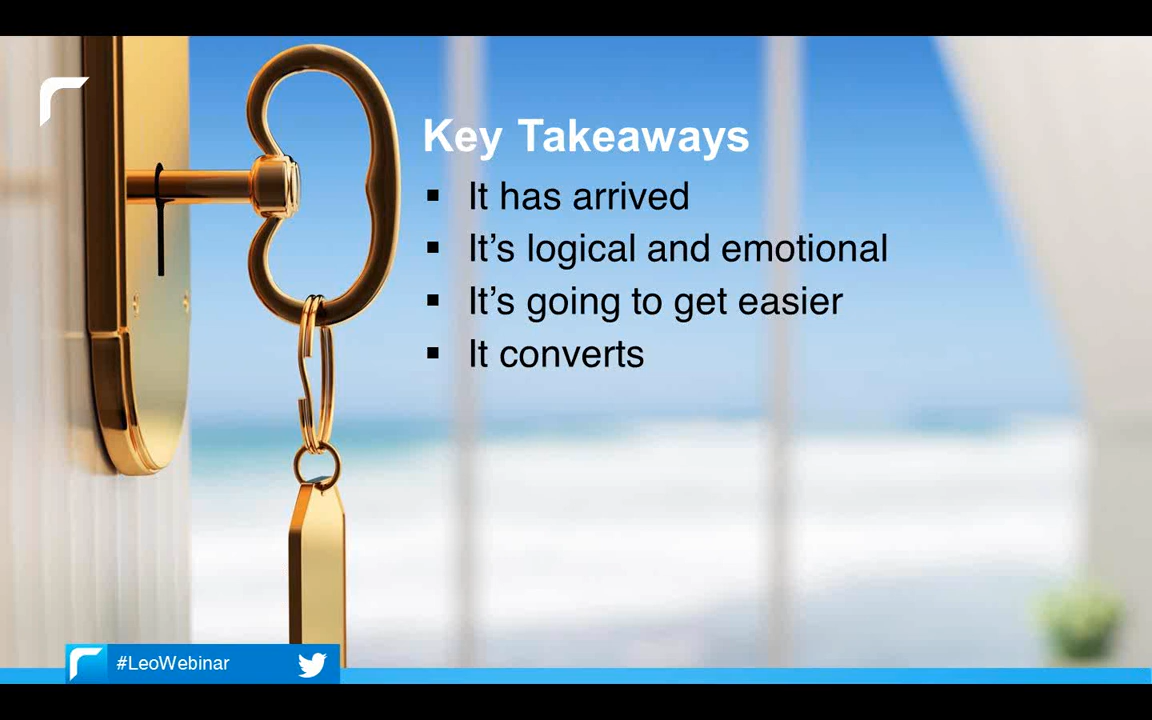 Key Takeaways
▪ It has arrived
▪ It’s logical and emotional
▪ It’s going to get easier
▪ It converts
#LeoWebinar